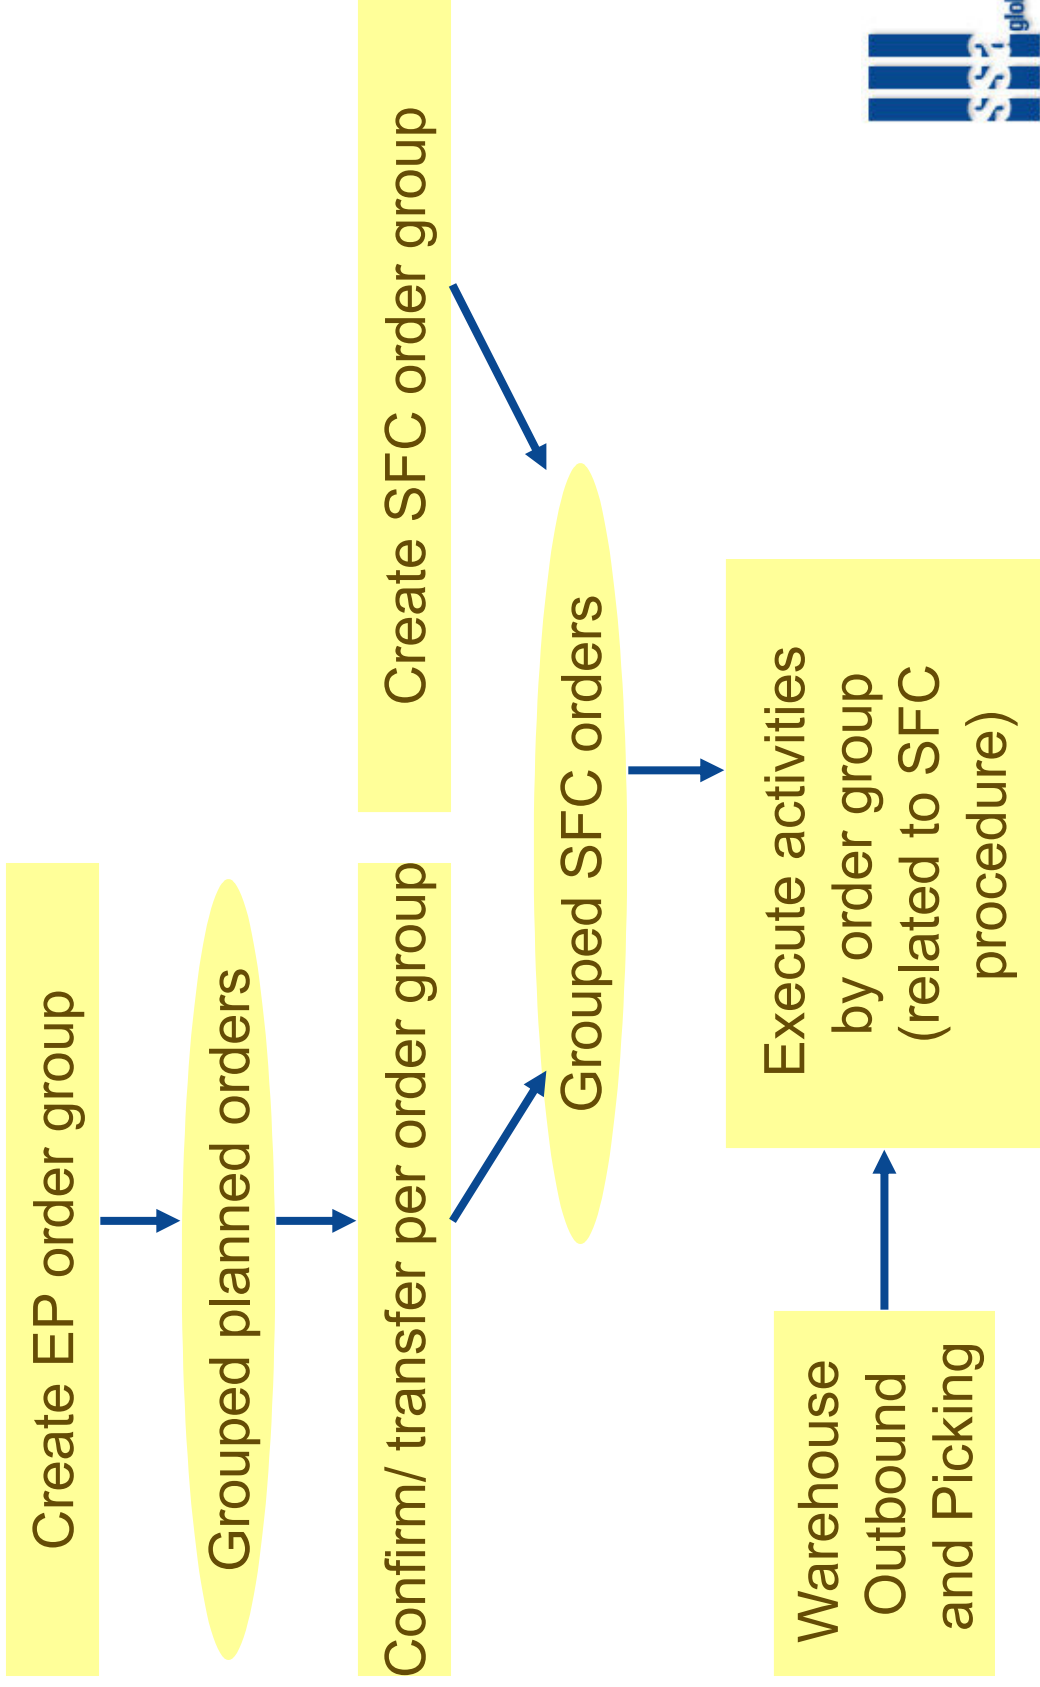 Create EP order group
Grouped planned orders
Confirm/ transfer per order group
Create SFC order group
Grouped SFC orders
Warehouse
Outbound
and Picking
Execute activities
by order group
(related to SFC
procedure)
SSA